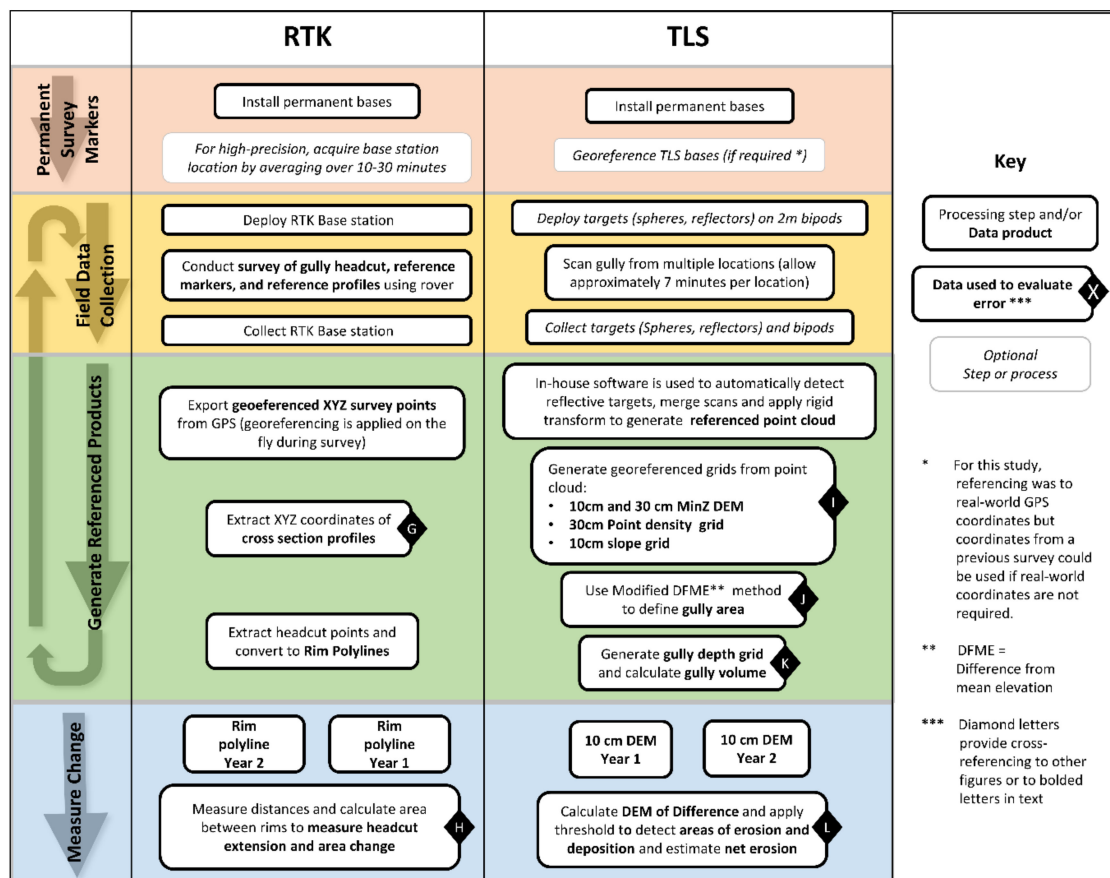 RTK
TLS
Permanent
Survey
Markers
Install permanent bases
For high-precision, acquire base station
location by averaging over 10-30 minutes
Install permanent bases
Georeference TLS bases (if required *)
Field Data
Collection
Deploy RTK Base station
Conduct survey of gully headcut, reference
markers, and reference profiles using rover
Collect RTK Base station
Deploy targets (spheres, reflectors) on 2m bipods
Scan gully from multiple locations (allow
approximately 7 minutes per location)
Collect targets (Spheres, reflectors) and bipods
Generate Referenced Products
Export geoeferenced XYZ survey points
from GPS (georeferencing is applied on the
fly during survey)
Extract XYZ coordinates of
cross section profiles
G
Extract headcut points and
convert to Rim Polylines
In-house software is used to automatically detect
reflective targets, merge scans and apply rigid
transform to generate referenced point cloud
Generate georeferenced grids from point
cloud:
• 10cm and 30 cm MinZ DEM
• 30cm Point density grid
• 10cm slope grid
I
Use Modified DFME** method
to define gully area
J
Generate gully depth grid
and calculate gully volume
K
Measure Change
Rim
polyline
Year 2
Rim
polyline
Year 1
Measure distances and calculate area
between rims to measure headcut
extension and area change
H
10 cm DEM
Year 1
10 cm DEM
Year 2
Calculate DEM of Difference and apply
threshold to detect areas of erosion and
deposition and estimate net erosion
L
Key
Processing step and/or
Data product
Data used to evaluate
error ***
X
Optional
Step or process
* For this study,
referencing was to
real-world GPS
coordinates but
coordinates from a
previous survey could
be used if real-world
coordinates are not
required.
** DFME =
Difference from
mean elevation
*** Diamond letters
provide cross-
referencing to other
figures or to bolded
letters in text